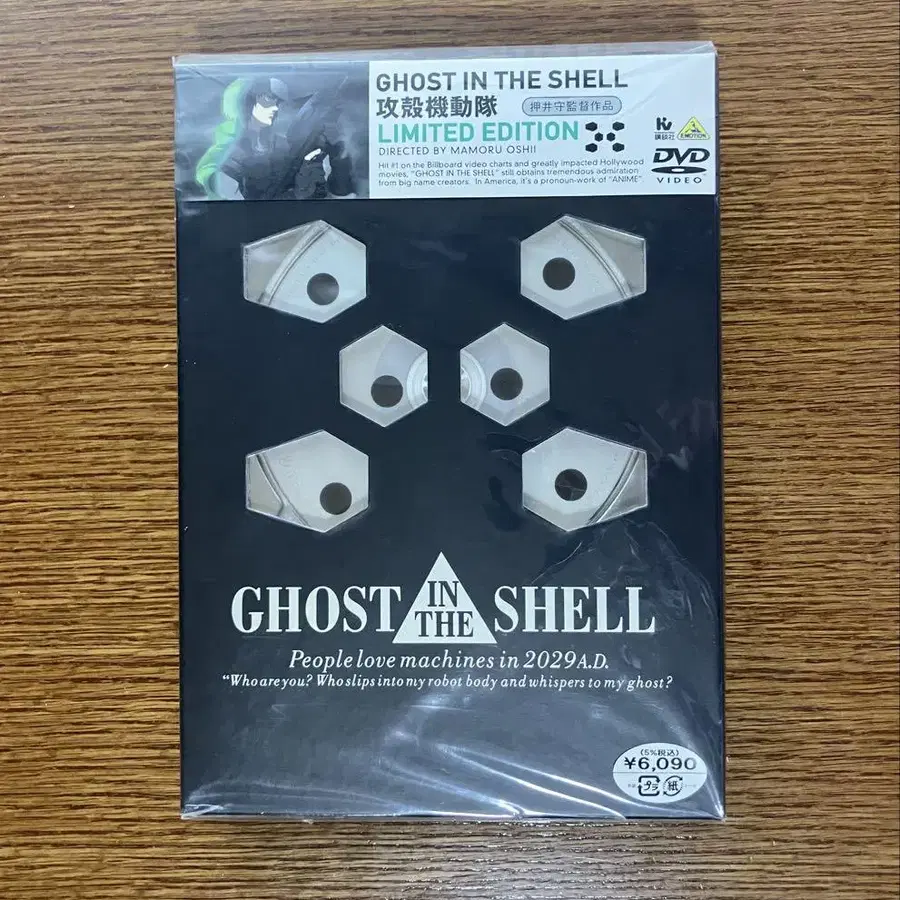 GHOST IN THE SHELL
攻殻機動隊 押井守監督作品
LIMITED EDITION
DIRECTED BY MAMORU OSHII
Hit #1 on the Billboard video charts and greatly impacted Hollywood
movies, "GHOST IN THE SHELL" still obtains tremendous admiration
from big name creators. In America, it's a pronoun-work of "ANIME".
講談社
EMOTION
DVD
VIDEO
GHOST IN THE SHELL
People love machines in 2029 A.D.
“Who are you? Who slips into my robot body and whispers to my ghost?
(5%税込)
¥6,090
プラ 紙